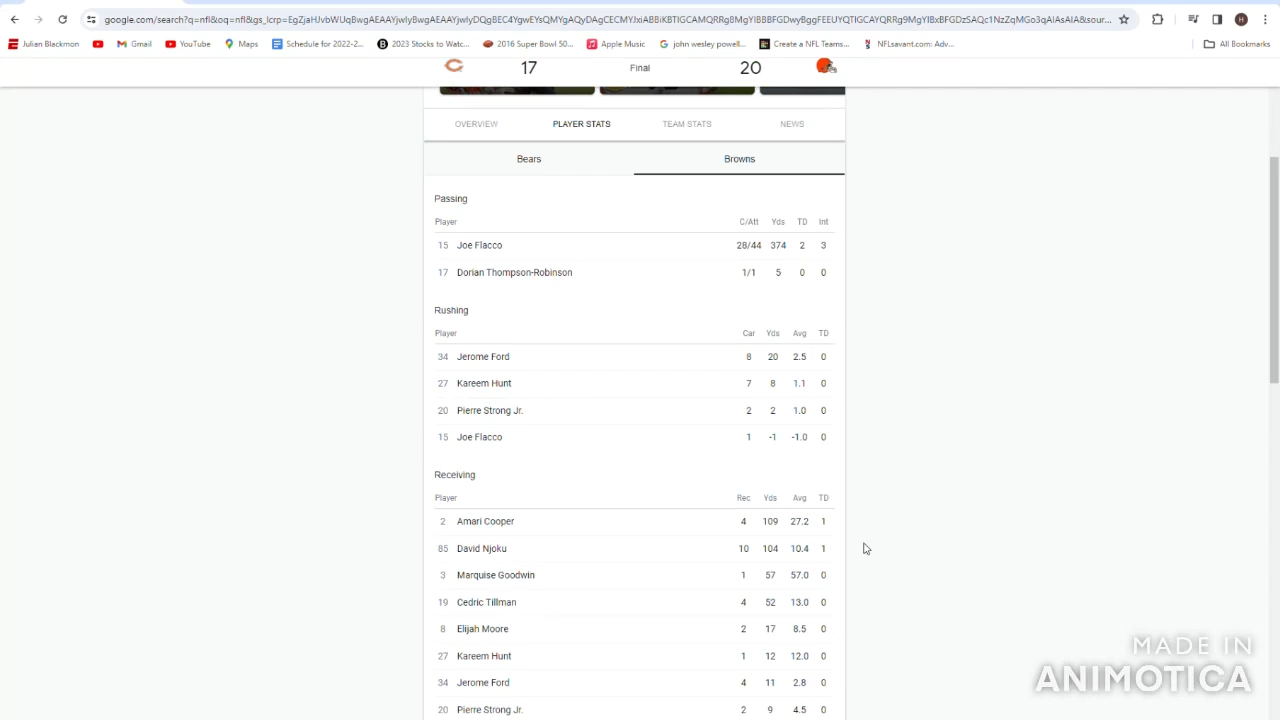 google.com/search?q=nfl&oq=nfl&gs_lcrp=EgZjaHJvbWUqBwgAEAAYjwIyBwgAEAAYjwIyDQgBEC4YgwEYsQMYgAQyDAgCECMYJxiABBiKBTIGCAMQRRg8MgYIBBBFGDwyBggFEEUYQTIGCAYQRRg9MgYIBxBFGDzSAQc1NzZqMGo3qAIAsAIA&sour...
Julian Blackmon Gmail YouTube Maps Schedule for 2022-2... 2023 Stocks to Watc... 2016 Super Bowl 50... Apple Music john wesley powel... Create a NFL Teams... NFLsavant.com: Adv... All Bookmarks
17 Final 20
OVERVIEW PLAYER STATS TEAM STATS NEWS
Bears Browns
Passing
Player C/Att Yds TD Int
15 Joe Flacco 28/44 374 2 3
17 Dorian Thompson-Robinson 1/1 5 0 0
Rushing
Player Car Yds Avg TD
34 Jerome Ford 8 20 2.5 0
27 Kareem Hunt 7 8 1.1 0
20 Pierre Strong Jr. 2 2 1.0 0
15 Joe Flacco 1 -1 -1.0 0
Receiving
Player Rec Yds Avg TD
2 Amari Cooper 4 109 27.2 1
85 David Njoku 10 104 10.4 1
3 Marquise Goodwin 1 57 57.0 0
19 Cedric Tillman 4 52 13.0 0
8 Elijah Moore 2 17 8.5 0
27 Kareem Hunt 1 12 12.0 0
34 Jerome Ford 4 11 2.8 0
20 Pierre Strong Jr. 2 9 4.5 0
MADE IN
ANIMOTICA